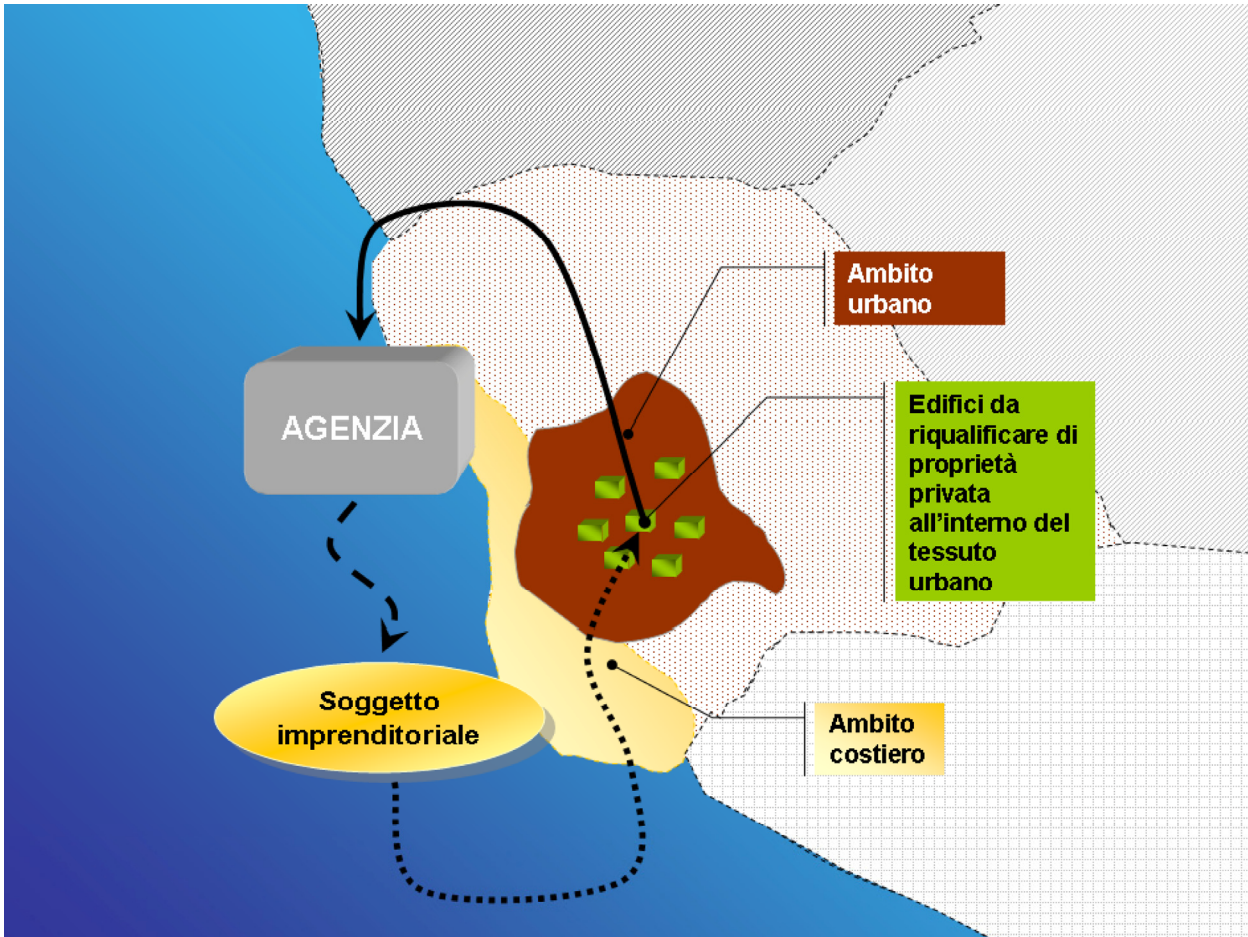 Ambito
urbano
Edifici da
riqualificare di
proprietà
privata
all'interno del
tessuto
urbano
AGENZIA
Soggetto
imprenditoriale
Ambito
costiero